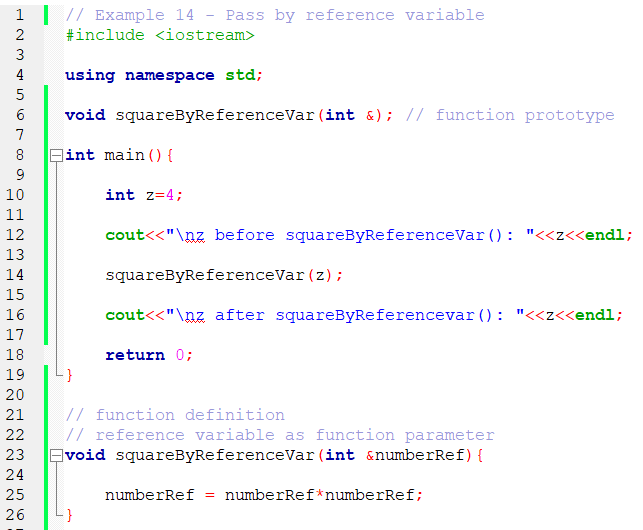 1 // Example 14 - Pass by reference variable
2 #include <iostream>
3
4 using namespace std;
5
6 void squareByReferenceVar(int &); // function prototype
7
8 int main(){
9
10 int z=4;
11
12 cout<<"\nz before squareByReferenceVar(): "<<z<<endl;
13
14 squareByReferenceVar(z);
15
16 cout<<"\nz after squareByReferencevar(): "<<z<<endl;
17
18 return 0;
19 }
20
21 // function definition
22 // reference variable as function parameter
23 void squareByReferenceVar(int &numberRef){
24
25 numberRef = numberRef*numberRef;
26 }